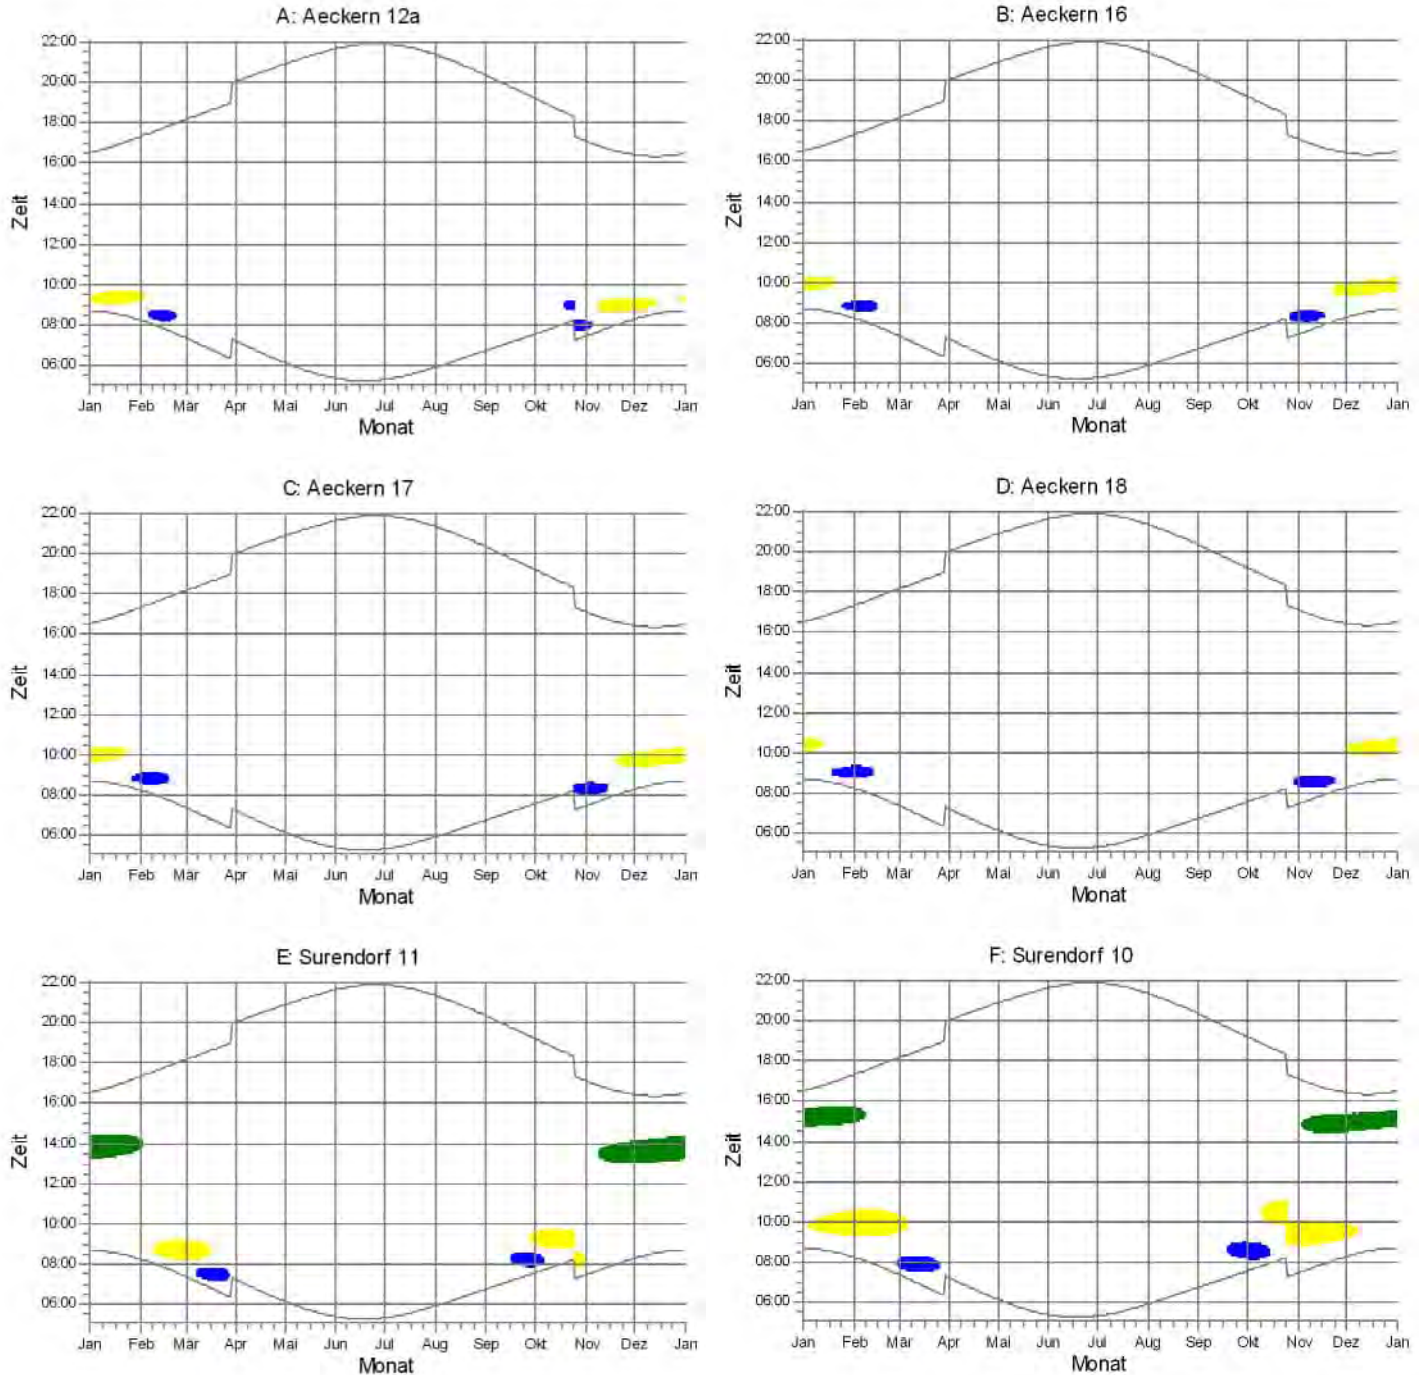 A: Aeckern 12a
22:00
20:00
18:00
16:00
14:00
12:00
10:00
08:00
06:00
Zeit
Jan Feb Mär Apr Mai Jun Jul Aug Sep Okt Nov Dez Jan
Monat
B: Aeckern 16
22:00
20:00
18:00
16:00
14:00
12:00
10:00
08:00
06:00
Zeit
Jan Feb Mär Apr Mai Jun Jul Aug Sep Okt Nov Dez Jan
Monat
C: Aeckern 17
22:00
20:00
18:00
16:00
14:00
12:00
10:00
08:00
06:00
Zeit
Jan Feb Mär Apr Mai Jun Jul Aug Sep Okt Nov Dez Jan
Monat
D: Aeckern 18
22:00
20:00
18:00
16:00
14:00
12:00
10:00
08:00
06:00
Zeit
Jan Feb Mär Apr Mai Jun Jul Aug Sep Okt Nov Dez Jan
Monat
E: Surendorf 11
22:00
20:00
18:00
16:00
14:00
12:00
10:00
08:00
06:00
Zeit
Jan Feb Mär Apr Mai Jun Jul Aug Sep Okt Nov Dez Jan
Monat
F: Surendorf 10
22:00
20:00
18:00
16:00
14:00
12:00
10:00
08:00
06:00
Zeit
Jan Feb Mär Apr Mai Jun Jul Aug Sep Okt Nov Dez Jan
Monat